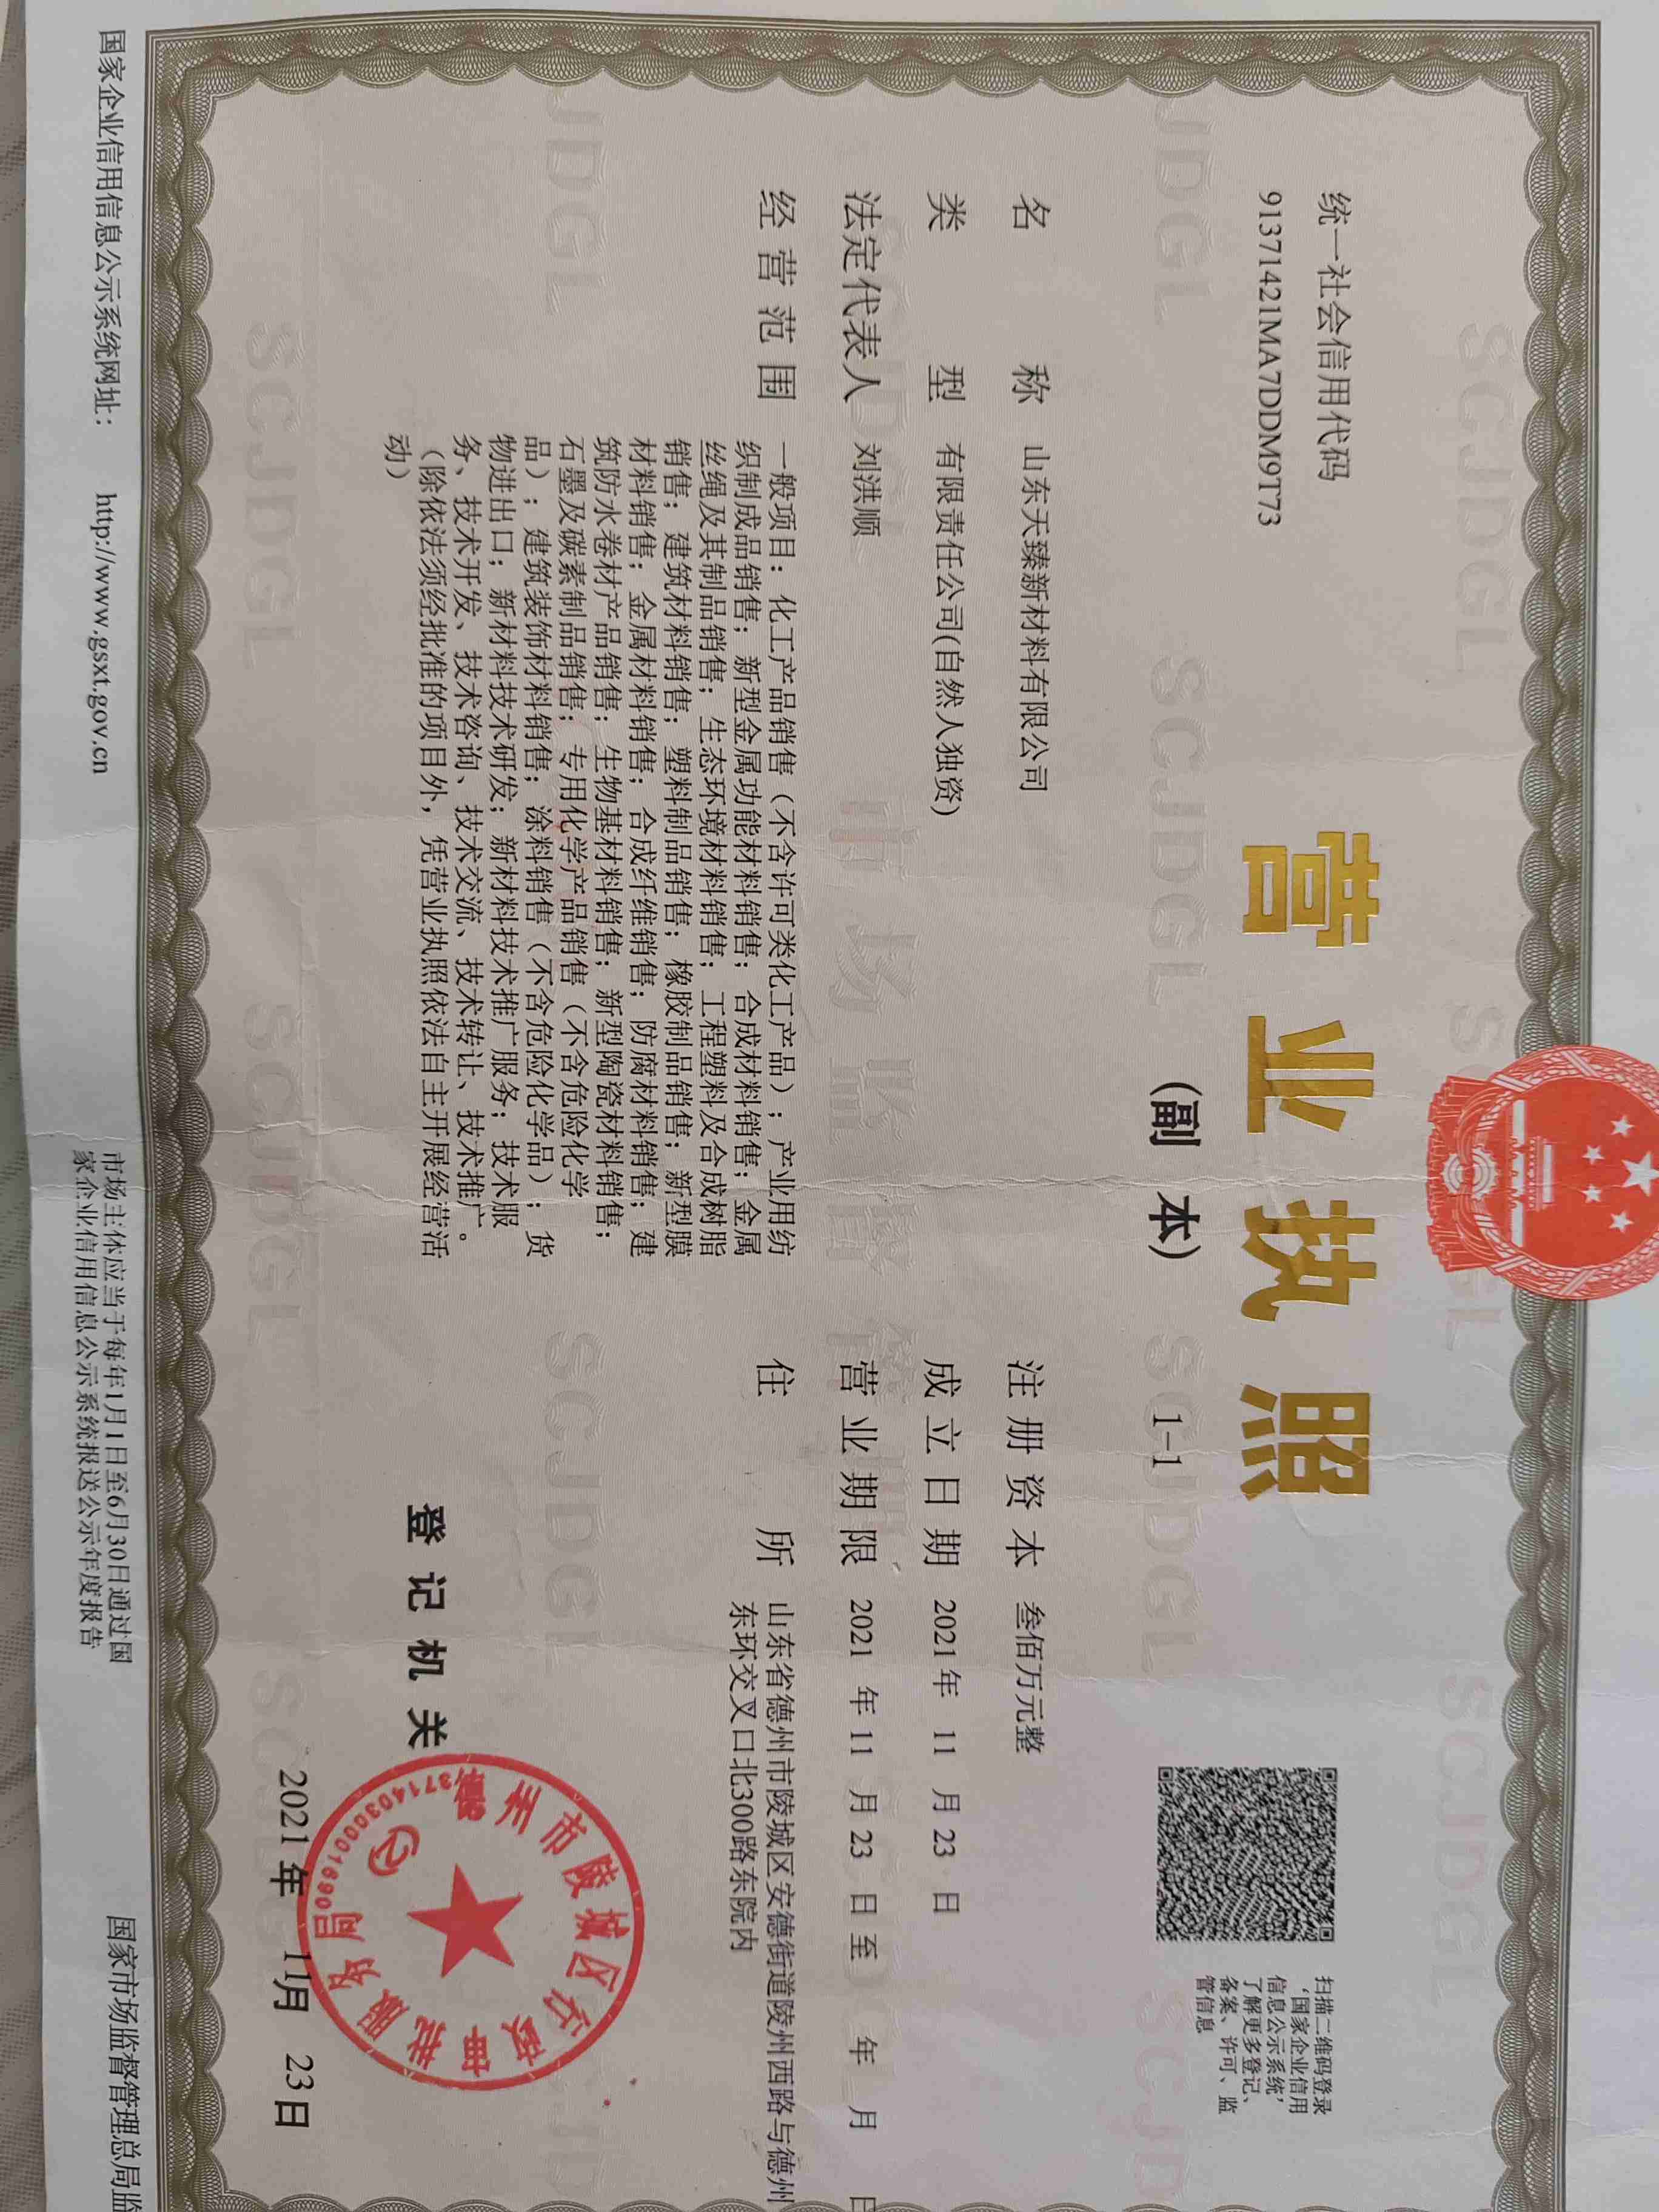 营业执照
(副 本)
1-1
统一社会信用代码
91371421MA7DDM9T73
扫描二维码登录
‘国家企业信用
信息公示系统’
了解更多登记、
备案、许可、监
管信息
名 称 山东天臻新材料有限公司
类 型 有限责任公司(自然人独资)
法定代表人 刘洪顺
经营范围 一般项目：化工产品销售（不含许可类化工产品）；产业用纺
织制成品销售；新型金属功能材料销售；合成材料销售；金属
丝绳及其制品销售；生态环境材料销售；工程塑料及合成树脂
销售；建筑材料销售；塑料制品销售；橡胶制品销售；新型膜
材料销售；金属材料销售；合成纤维销售；防腐材料销售；建
筑防水卷材产品销售；生物基材料销售；新型陶瓷材料销售；
石墨及碳素制品销售；专用化学产品销售（不含危险化学
品）；建筑装饰材料销售；涂料销售（不含危险化学品）；货
物进出口；新材料技术研发；新材料技术推广服务；技术服
务、技术开发、技术咨询、技术交流、技术转让、技术推广。
（除依法须经批准的项目外，凭营业执照依法自主开展经营活
动）
注册资本 叁佰万元整
成立日期 2021年 11 月 23 日
营业期限 2021 年 11 月 23 日 至 年 月 日
住 所 山东省德州市陵城区安德街道陵州西路与德州
东环交叉口北300路东院内
登记机关
德州市陵城区行政审批服务局
2021年 11月 23日
国家企业信用信息公示系统网址： http://www.gsxt.gov.cn
市场主体应当于每年1月1日至6月30日通过国
家企业信用信息公示系统报送公示年度报告
国家市场监督管理总局监